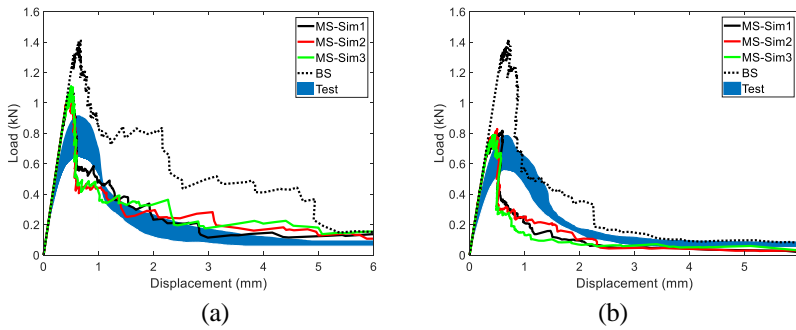 1.6
1.4
1.2
1
0.8
0.6
0.4
0.2
0
Load (kN)
0 1 2 3 4 5 6
Displacement (mm)
MS-Sim1
MS-Sim2
MS-Sim3
BS
Test
(a)
1.6
1.4
1.2
1
0.8
0.6
0.4
0.2
0
Load (kN)
0 1 2 3 4 5 6
Displacement (mm)
MS-Sim1
MS-Sim2
MS-Sim3
BS
Test
(b)